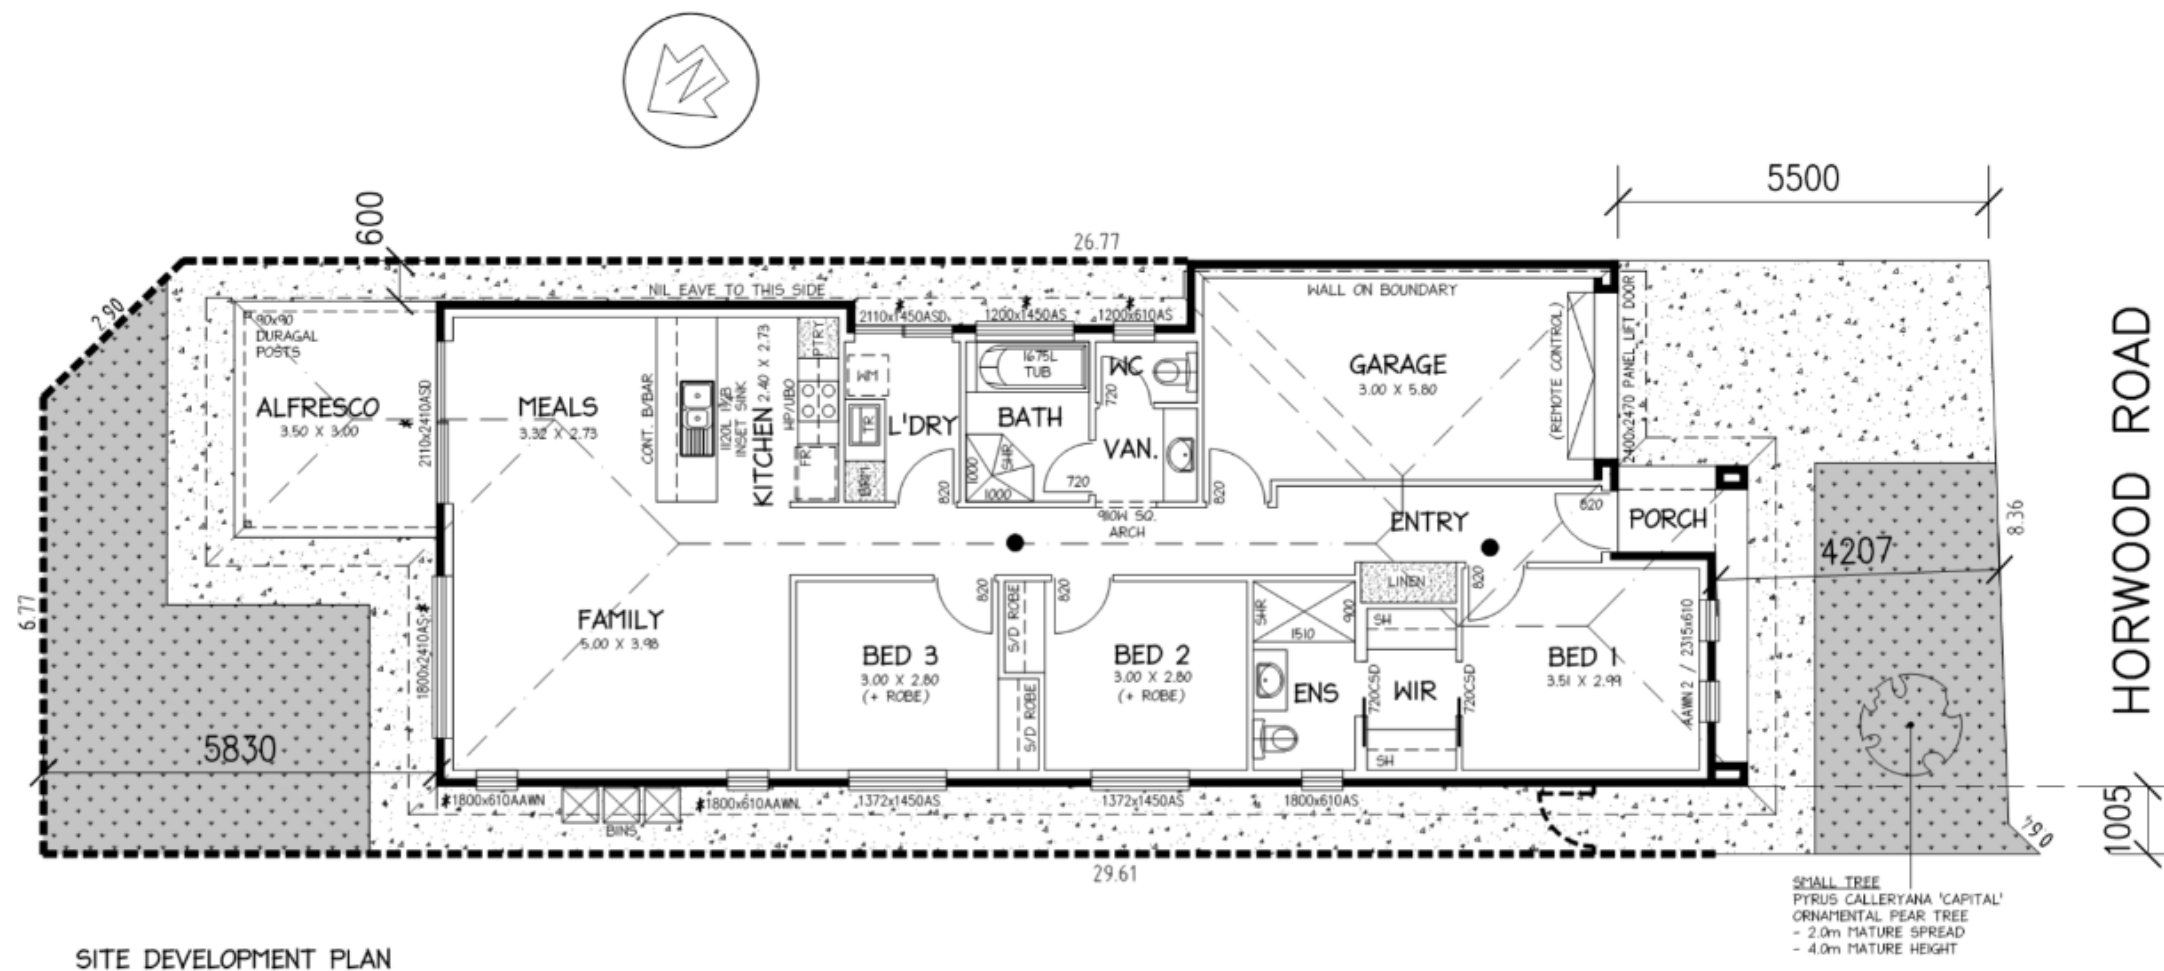 N
5500
600
26.77
2.90
NIL EAVE TO THIS SIDE
WALL ON BOUNDARY
90x90
DURAGAL
POSTS
2110x1450ASD
1200x1450AS
1200x610AS
(REMOTE CONTROL)
2400x2470 PANEL LIFT DOOR
ALFRESCO
3.50 X 3.00
2110x2410ASD
MEALS
3.32 X 2.73
CONT. B/BAR
1120L 1½B
INSET SINK
KITCHEN 2.40 X 2.73
HP/UBO
PTRY
FR
WM
TR
BRM
L'DRY
820
1675L
TUB
BATH
SHR
1000
1000
720
WC
720
VAN.
820
GARAGE
3.00 X 5.80
910W SQ.
ARCH
ENTRY
820
PORCH
4207
8.36
HORWOOD ROAD
6.77
1800x2410AS
FAMILY
5.00 X 3.98
BED 3
3.00 X 2.80
(+ ROBE)
820
S/D ROBE
S/D ROBE
820
BED 2
3.00 X 2.80
(+ ROBE)
SHR
900
1510
ENS
LINEN
SH
720CSD
WIR
720CSD
SH
820
BED 1
3.51 X 2.99
AAWN 2 / 2315x610
5830
1800x610AAWN
BINS
1800x610AAWN
1372x1450AS
1372x1450AS
1800x610AS
1005
0.64
29.61
SMALL TREE
PYRUS CALLERYANA 'CAPITAL'
ORNAMENTAL PEAR TREE
- 2.0m MATURE SPREAD
- 4.0m MATURE HEIGHT
SITE DEVELOPMENT PLAN